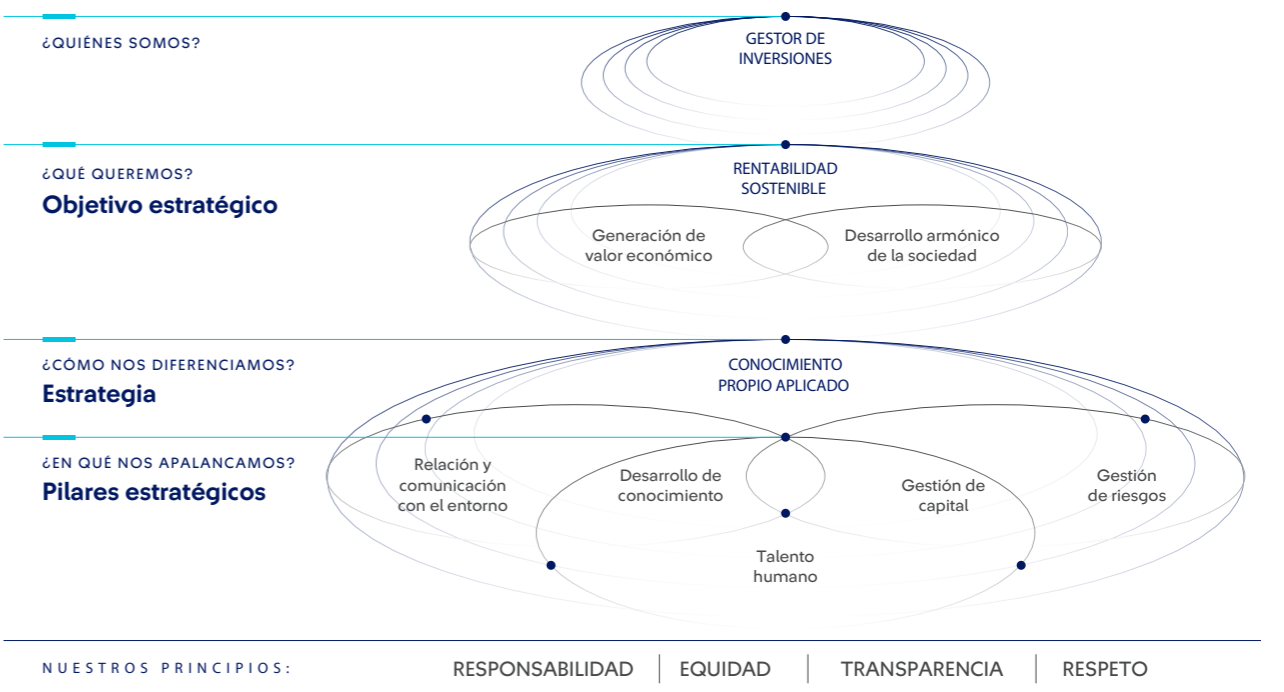 ¿QUIÉNES SOMOS?
GESTOR DE
INVERSIONES
¿QUÉ QUEREMOS?
Objetivo estratégico
RENTABILIDAD
SOSTENIBLE
Generación de
valor económico
Desarrollo armónico
de la sociedad
¿CÓMO NOS DIFERENCIAMOS?
Estrategia
CONOCIMIENTO
PROPIO APLICADO
¿EN QUÉ NOS APALANCAMOS?
Pilares estratégicos
Relación y
comunicación
con el entorno
Desarrollo de
conocimiento
Gestión de
capital
Gestión
de riesgos
Talento
humano
NUESTROS PRINCIPIOS:
RESPONSABILIDAD
EQUIDAD
TRANSPARENCIA
RESPETO